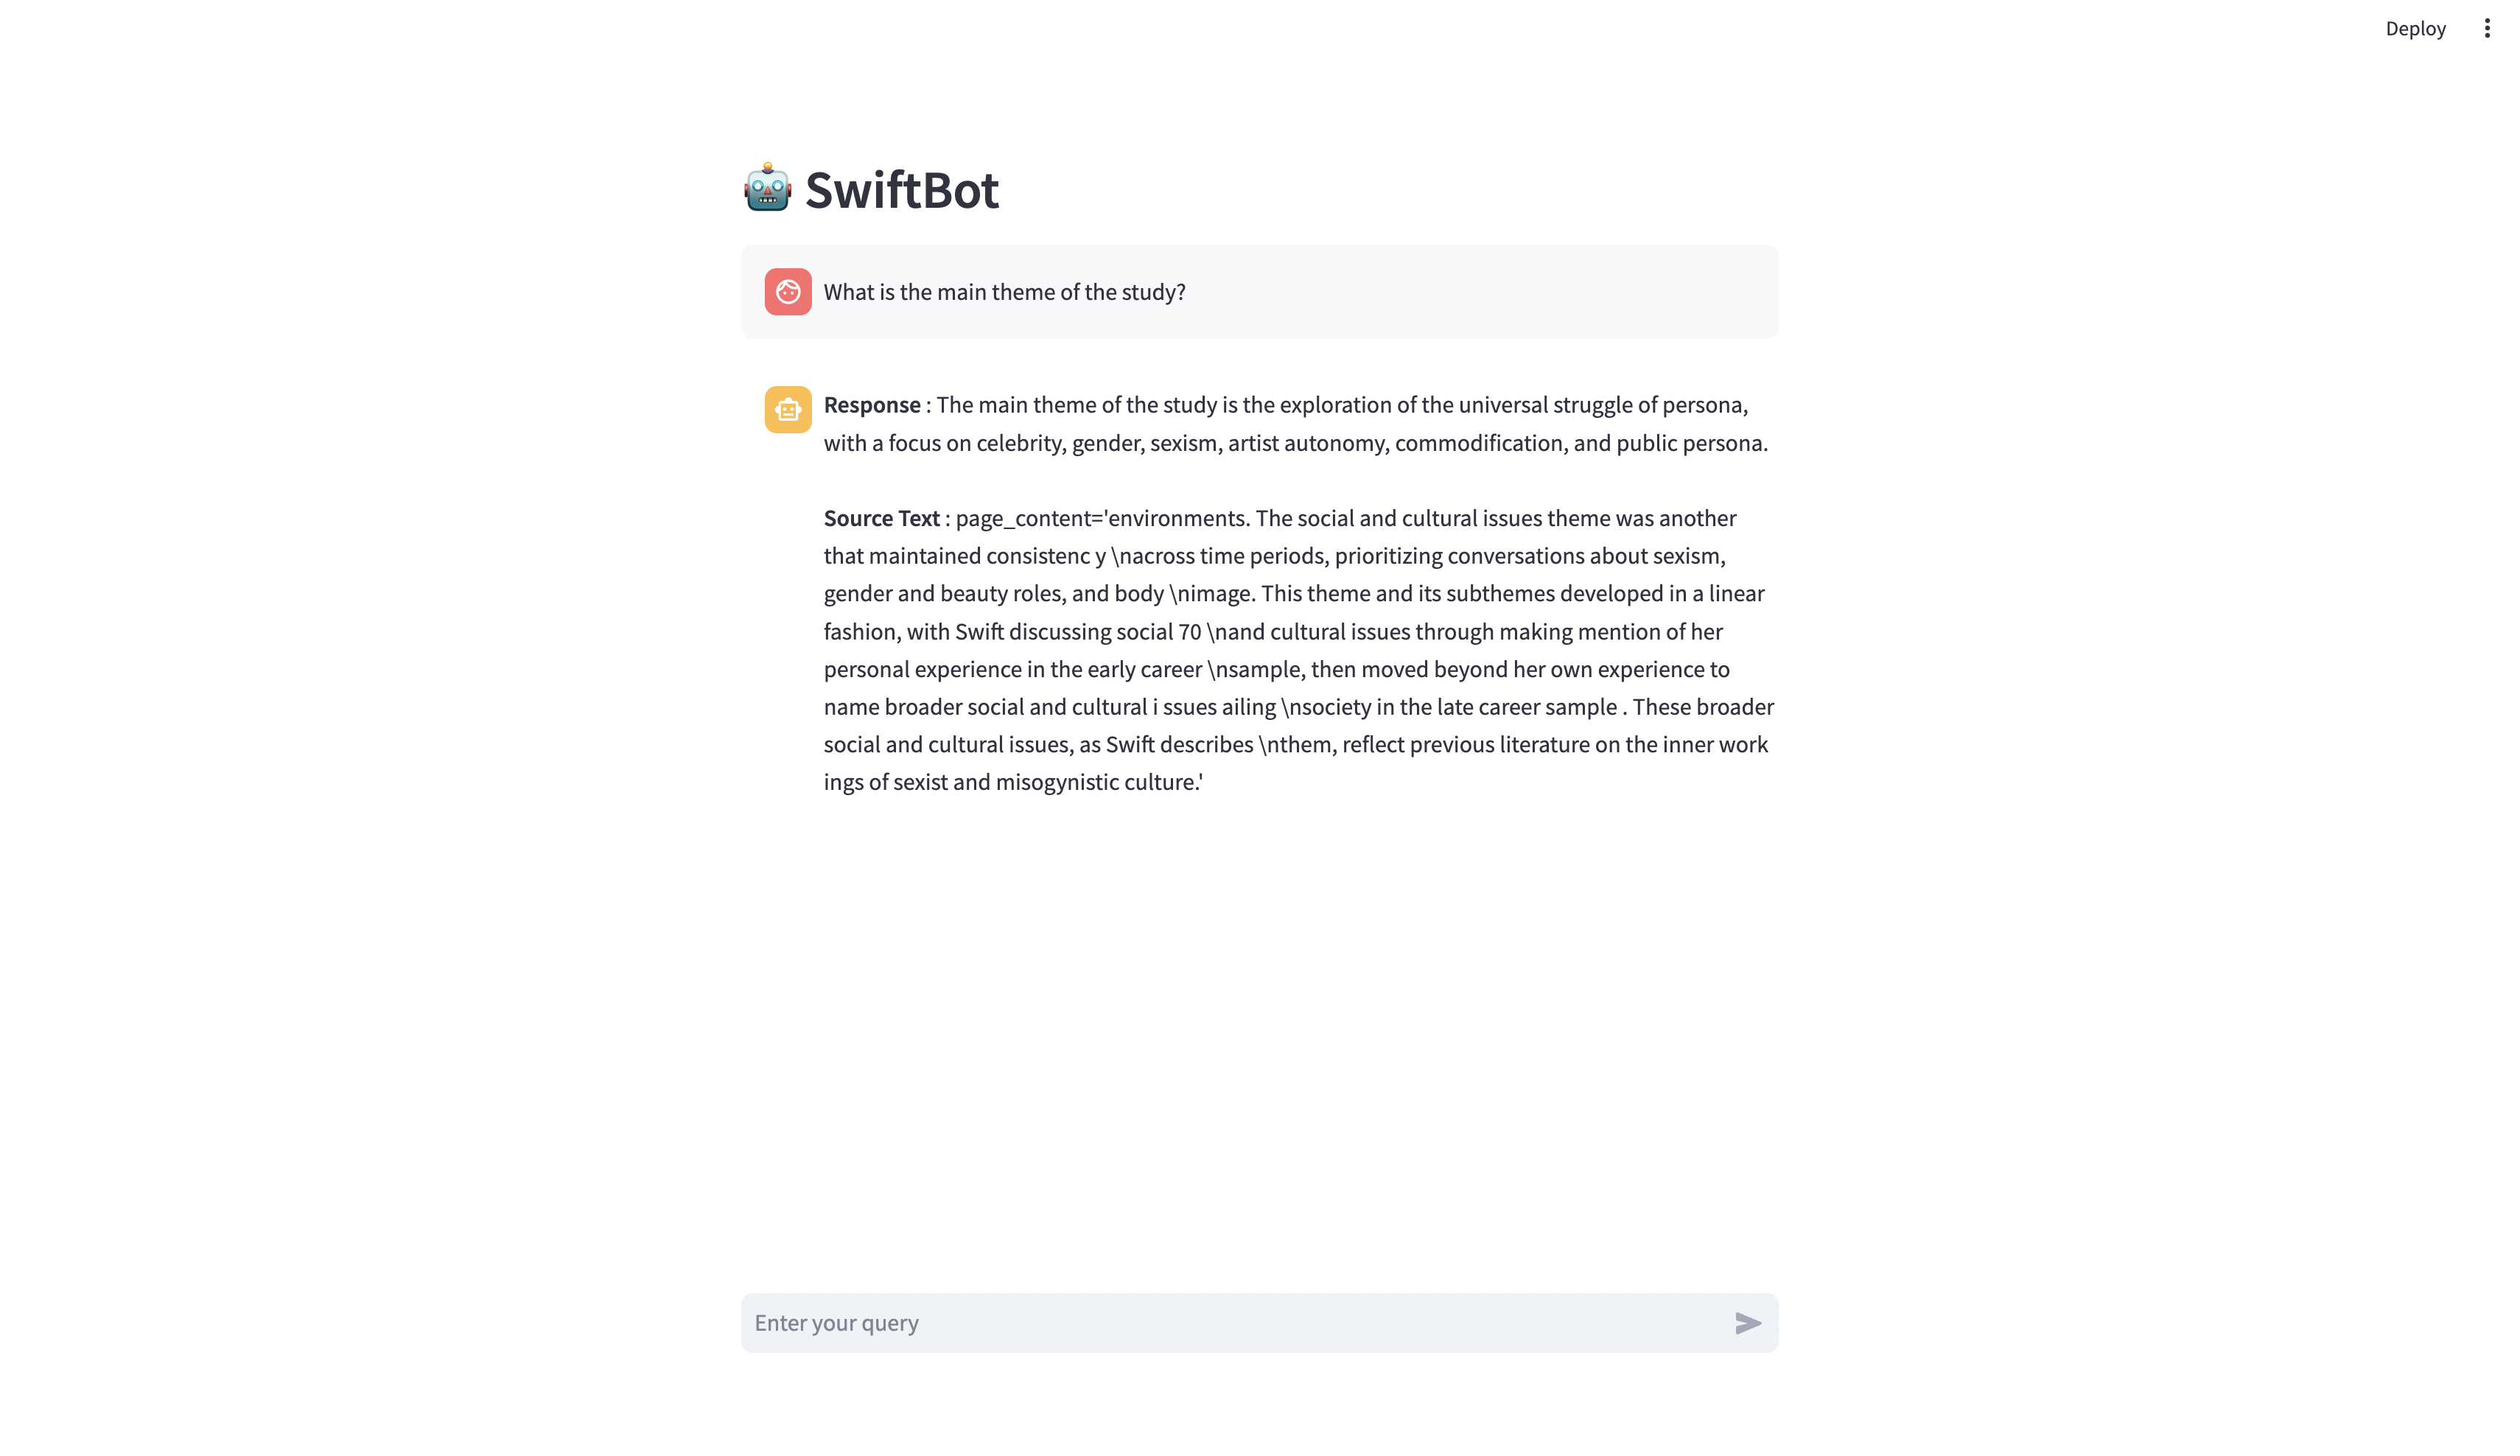 Deploy
SwiftBot
What is the main theme of the study?
Response : The main theme of the study is the exploration of the universal struggle of persona,
with a focus on celebrity, gender, sexism, artist autonomy, commodification, and public persona.
Source Text : page_content='environments. The social and cultural issues theme was another
that maintained consistenc y \nacross time periods, prioritizing conversations about sexism,
gender and beauty roles, and body \nimage. This theme and its subthemes developed in a linear
fashion, with Swift discussing social 70 \nand cultural issues through making mention of her
personal experience in the early career \nsample, then moved beyond her own experience to
name broader social and cultural i ssues ailing \nsociety in the late career sample . These broader
social and cultural issues, as Swift describes \nthem, reflect previous literature on the inner work
ings of sexist and misogynistic culture.'
Enter your query